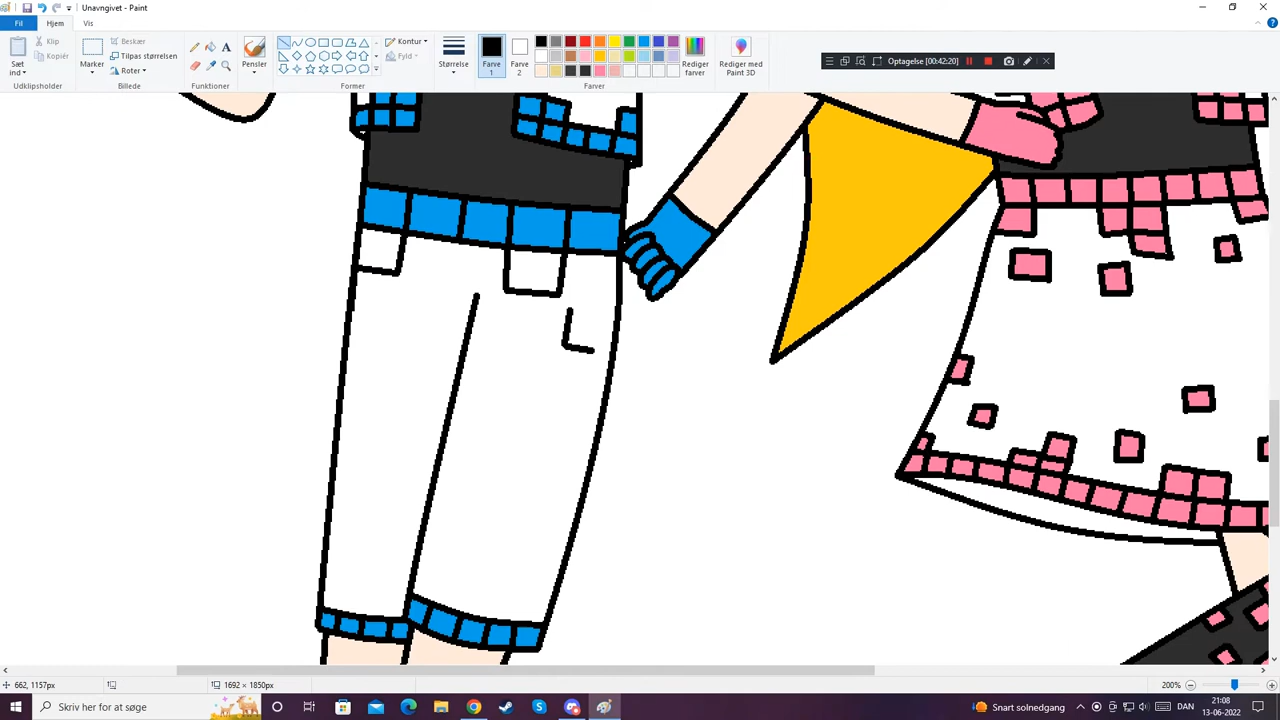 Unavngivet - Paint
Fil Hjem Vis
Sæt ind
Klip
Kopiér
Udklipsholder
Marker
Beskær
Tilpas størrelse
Roter
Billede
Funktioner
Pensler
Kontur
Fyld
Former
Størrelse
Farve 1
Farve 2
Rediger farver
Rediger med Paint 3D
Farver
Optagelse [00:42:20]
662, 1157px
1692 × 1850px
200%
Skriv her for at søge
Snart solnedgang
DAN
21:08
13-06-2022